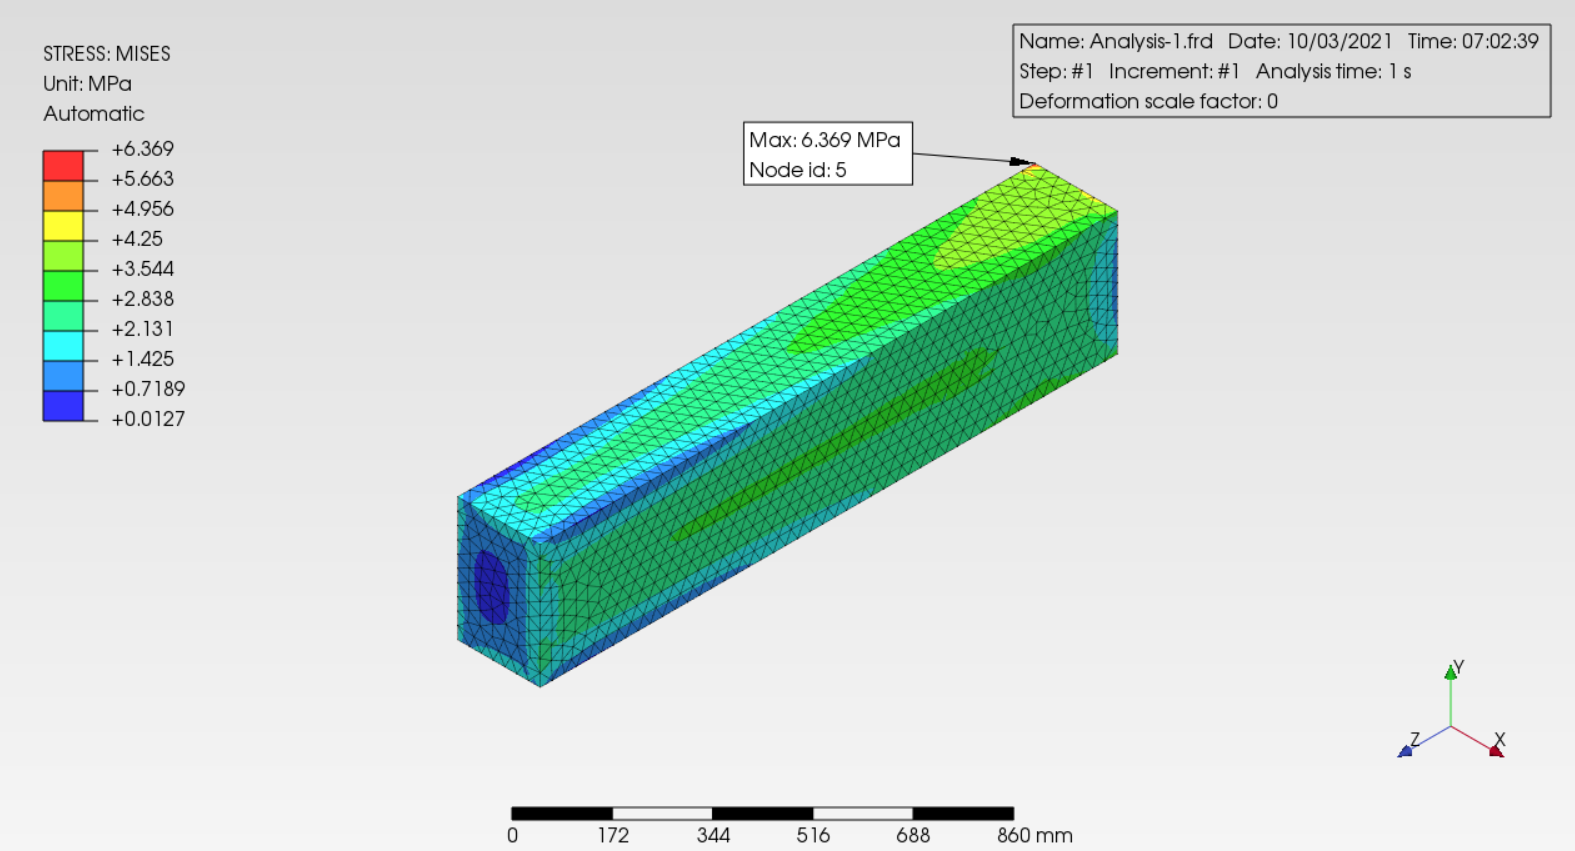 STRESS: MISES
Unit: MPa
Automatic
+6.369
+5.663
+4.956
+4.25
+3.544
+2.838
+2.131
+1.425
+0.7189
+0.0127
Name: Analysis-1.frd Date: 10/03/2021 Time: 07:02:39
Step: #1 Increment: #1 Analysis time: 1 s
Deformation scale factor: 0
Max: 6.369 MPa
Node id: 5
Y
Z X
0 172 344 516 688 860 mm